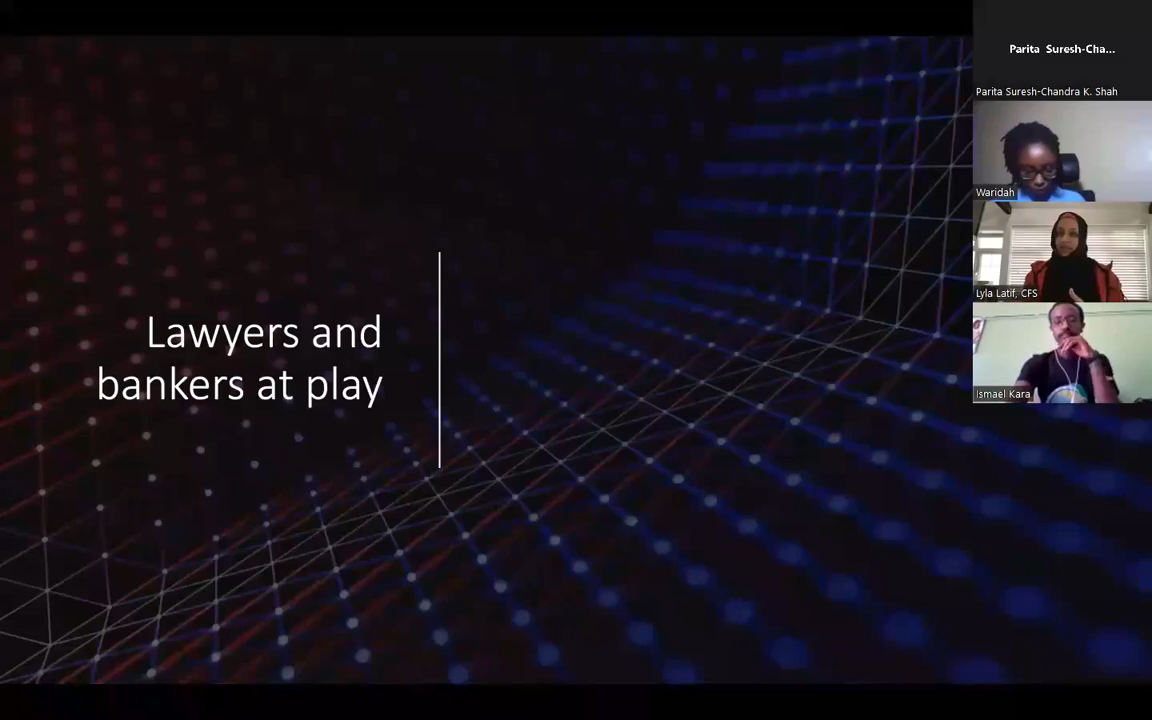 Lawyers and
bankers at play
Parita Suresh-Cha...
Parita Suresh-Chandra K. Shah
Waridah
Lyla Latif, CFS
Ismael Kara